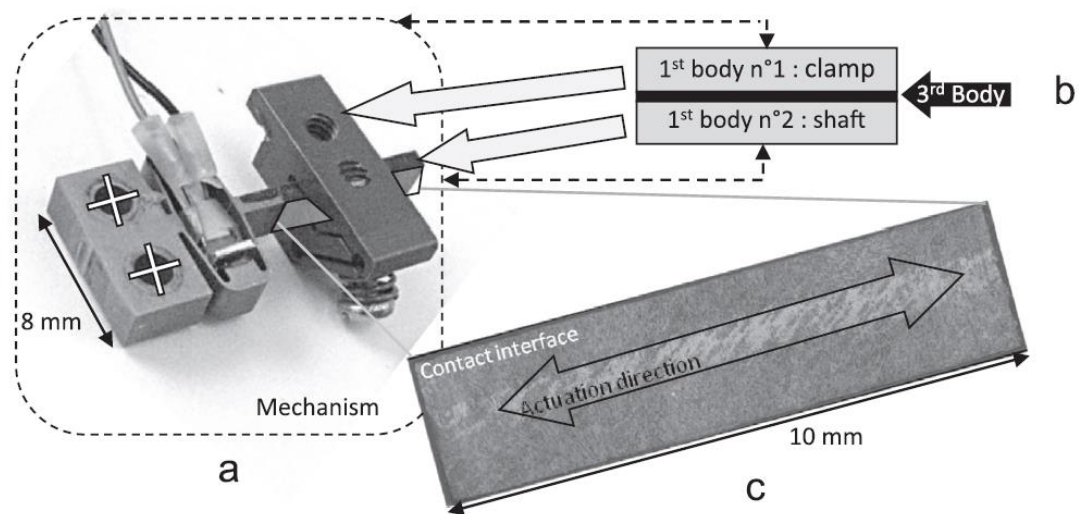 1st body n°1 : clamp
3rd Body
b
1st body n°2 : shaft
8 mm
Contact interface
Actuation direction
Mechanism
10 mm
a
c